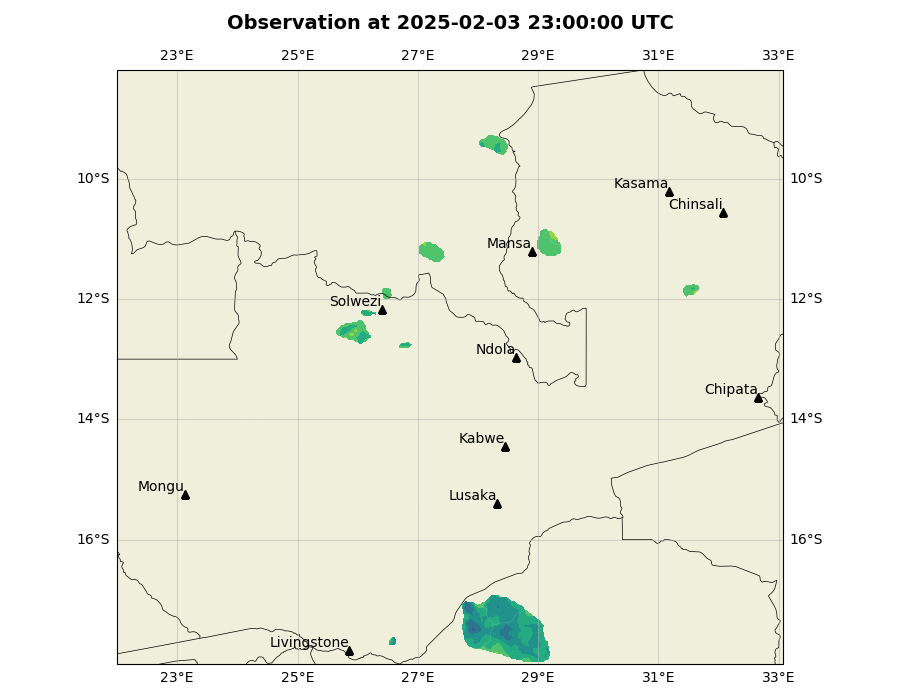 Observation at 2025-02-03 23:00:00 UTC
23°E 25°E 27°E 29°E 31°E 33°E
10°S 10°S
Kasama
Chinsali
Mansa
12°S 12°S
Solwezi
Ndola
Chipata
14°S 14°S
Kabwe
Mongu
Lusaka
16°S 16°S
Livingstone
23°E 25°E 27°E 29°E 31°E 33°E